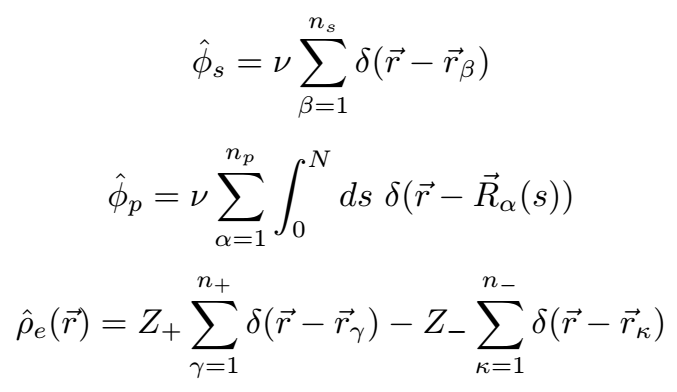 \hat{\phi}_s = \nu \sum_{\beta=1}^{n_s} \delta(\vec{r} - \vec{r}_\beta)
\hat{\phi}_p = \nu \sum_{\alpha=1}^{n_p} \int_0^N ds \ \delta(\vec{r} - \vec{R}_\alpha(s))
\hat{\rho}_e(\vec{r}) = Z_+ \sum_{\gamma=1}^{n_+} \delta(\vec{r} - \vec{r}_\gamma) - Z_- \sum_{\kappa=1}^{n_-} \delta(\vec{r} - \vec{r}_\kappa)